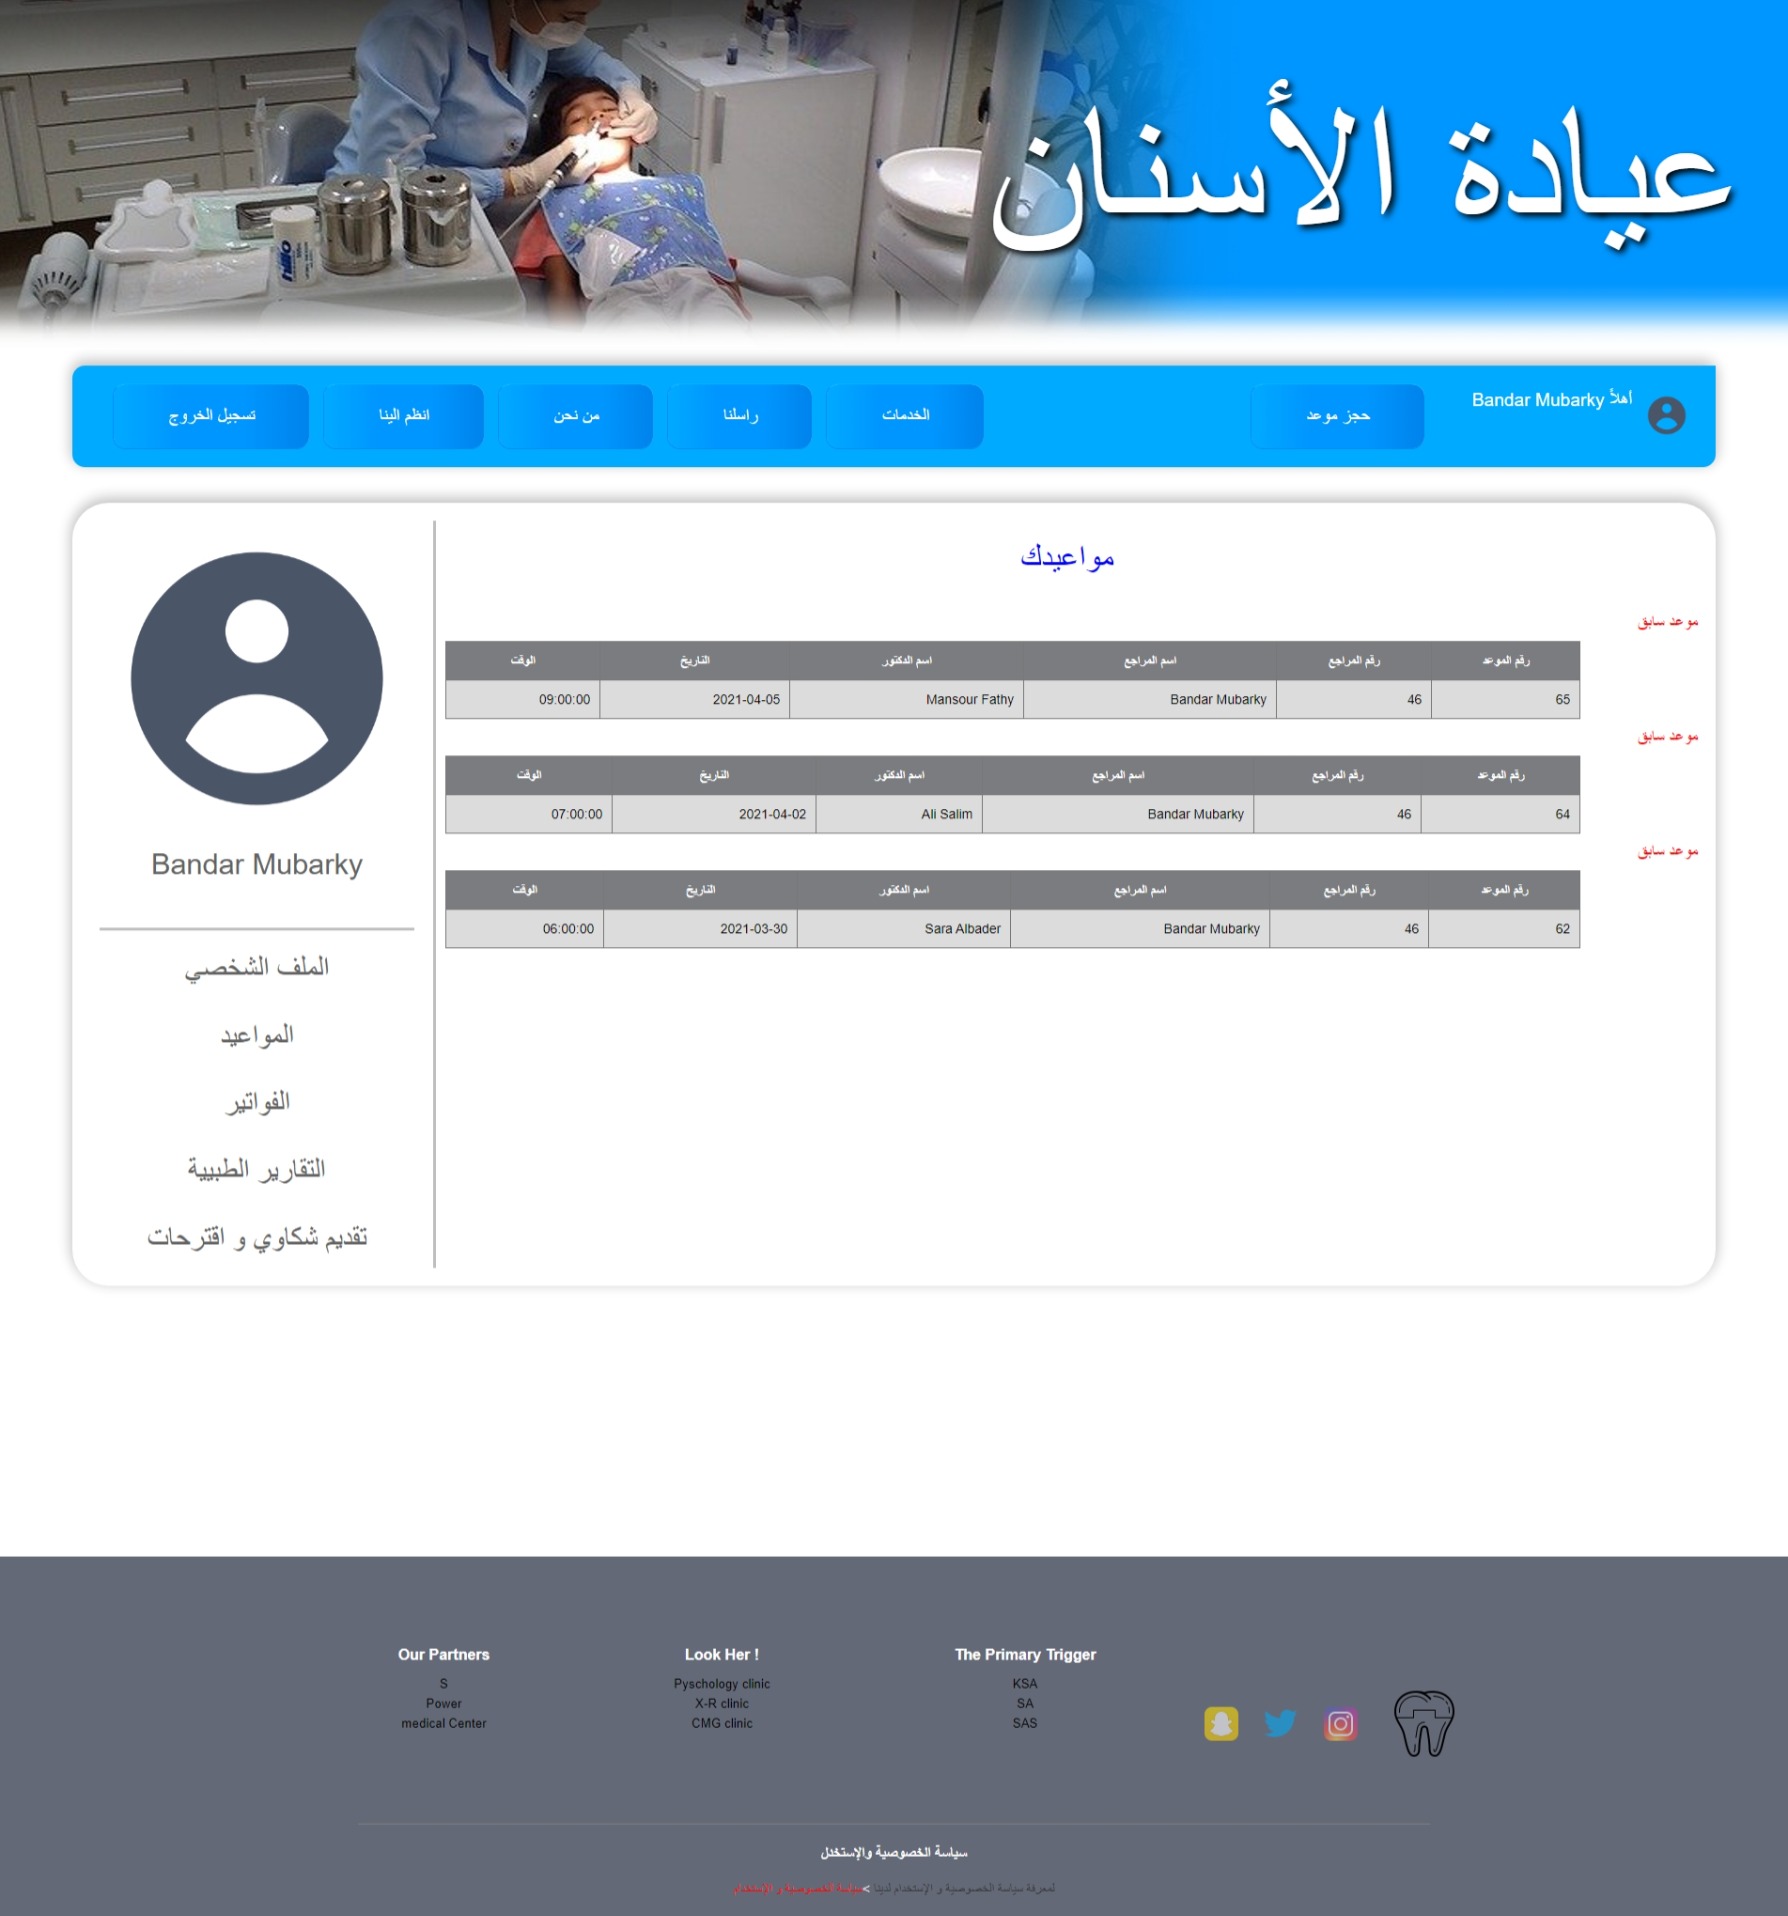 عيادة الأسنان
hillo
أهلاً Bandar Mubarky
حجز موعد
الخدمات
راسلنا
من نحن
انظم الينا
تسجيل الخروج
مواعيدك
موعد سابق
رقم الموعد رقم المراجع اسم المراجع اسم الدكتور التاريخ الوقت
65 46 Bandar Mubarky Mansour Fathy 2021-04-05 09:00:00
موعد سابق
رقم الموعد رقم المراجع اسم المراجع اسم الدكتور التاريخ الوقت
64 46 Bandar Mubarky Ali Salim 2021-04-02 07:00:00
موعد سابق
رقم الموعد رقم المراجع اسم المراجع اسم الدكتور التاريخ الوقت
62 46 Bandar Mubarky Sara Albader 2021-03-30 06:00:00
Bandar Mubarky
الملف الشخصي
المواعيد
الفواتير
التقارير الطبيية
تقديم شكاوي و اقترحات
The Primary Trigger
KSA
SA
SAS
Look Her !
Pyschology clinic
X-R clinic
CMG clinic
Our Partners
S
Power
medical Center
سياسة الخصوصية والإستخدل
لمعرفة سياسة الخصوصية و الإستخدام لدينا >سياسة الخصوصية و الإستخدام